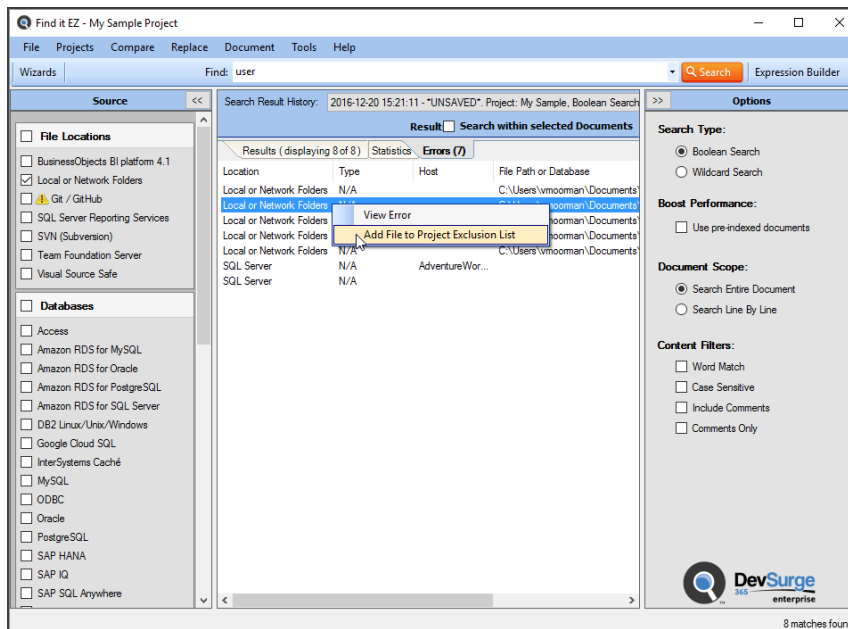 Find it EZ - My Sample Project
File Projects Compare Replace Document Tools Help
Wizards Find: user Search Expression Builder
Source <<
File Locations
BusinessObjects BI platform 4.1
Local or Network Folders
Git / GitHub
SQL Server Reporting Services
SVN (Subversion)
Team Foundation Server
Visual Source Safe
Databases
Access
Amazon RDS for MySQL
Amazon RDS for Oracle
Amazon RDS for PostgreSQL
Amazon RDS for SQL Server
DB2 Linux/Unix/Windows
Google Cloud SQL
InterSystems Caché
MySQL
ODBC
Oracle
PostgreSQL
SAP HANA
SAP IQ
SAP SQL Anywhere
Search Result History: 2016-12-20 15:21:11 - *UNSAVED*. Project: My Sample, Boolean Search
Result Search within selected Documents
Results ( displaying 8 of 8 ) Statistics Errors (7)
Location Type Host File Path or Database
Local or Network Folders N/A C:\Users\vmoorman\Documents\
Local or Network Folders N/A C:\Users\vmoorman\Documents\
Local or Network Folders moorman\Documents\
Local or Network Folders moorman\Documents\
Local or Network Folders N/A C:\Users\vmoorman\Documents\
SQL Server N/A AdventureWor...
SQL Server N/A
View Error
Add File to Project Exclusion List
>> Options
Search Type:
Boolean Search
Wildcard Search
Boost Performance:
Use pre-indexed documents
Document Scope:
Search Entire Document
Search Line By Line
Content Filters:
Word Match
Case Sensitive
Include Comments
Comments Only
DevSurge
365 enterprise
8 matches foun